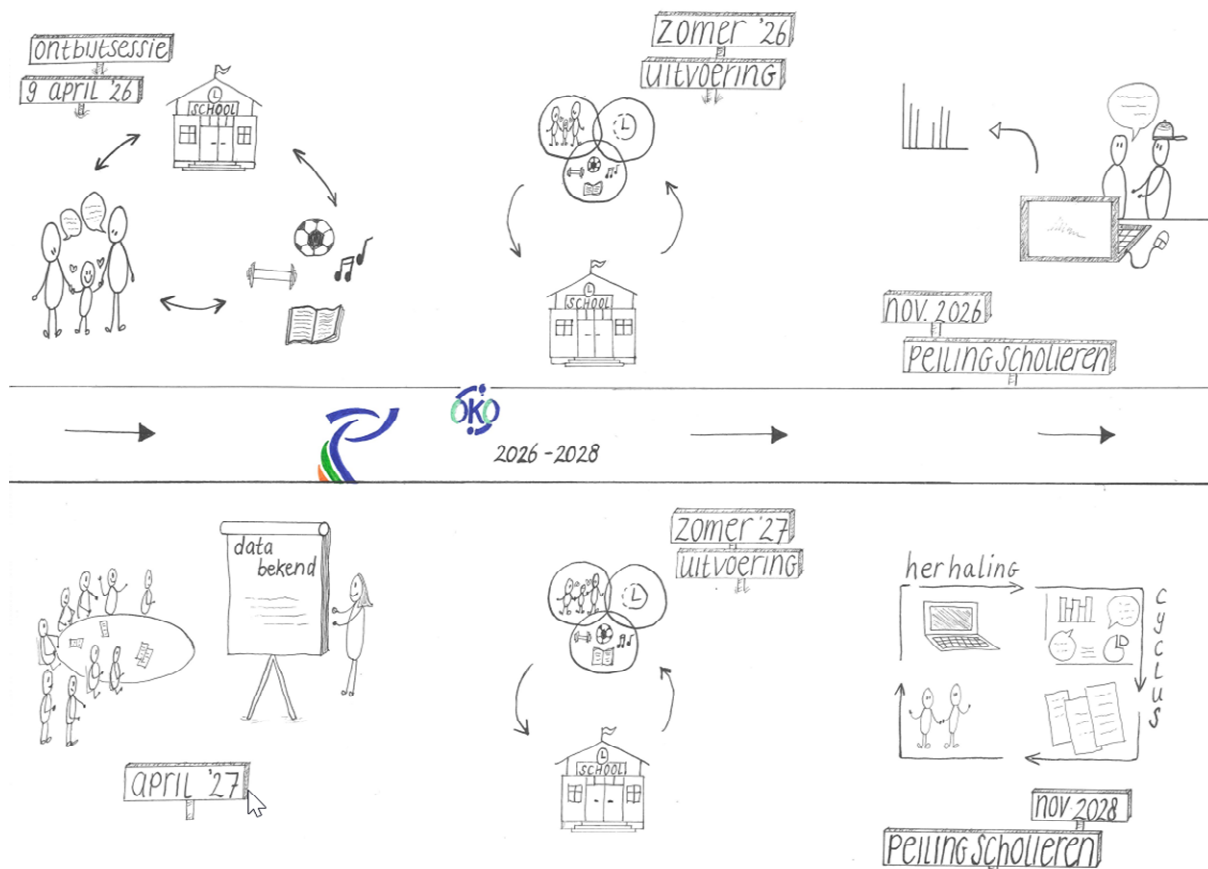 ontbijtsessie
9 april '26
SCHOOL
zomer '26
uitvoering
SCHOOL
nov. 2026
peiling scholieren
OKO
2026-2028
data
bekend
april '27
zomer '27
uitvoering
SCHOOL
herhaling
cyclus
nov 2028
peiling scholieren